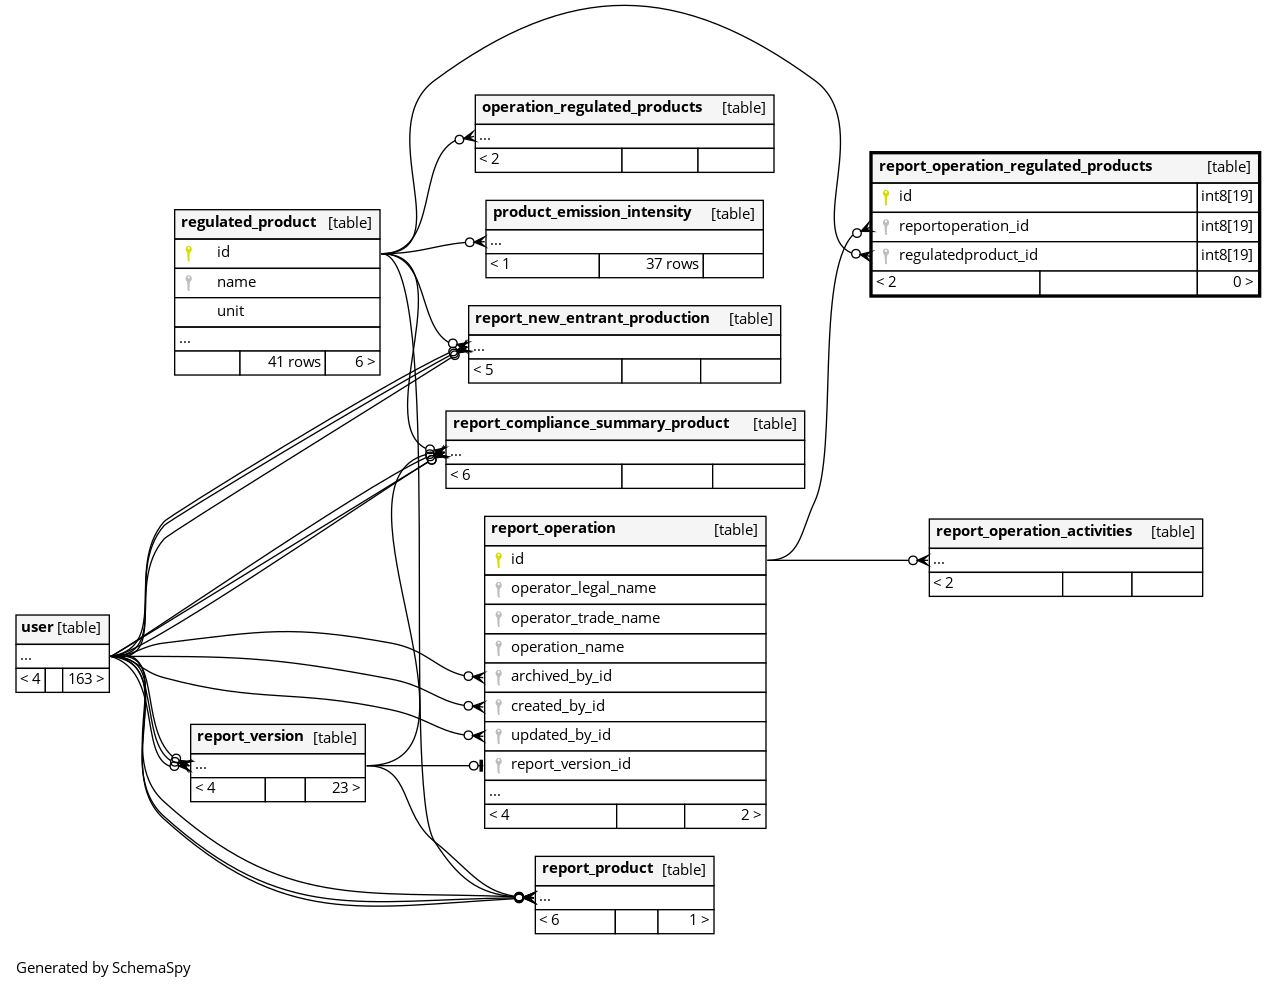 operation_regulated_products [table]
...
< 2
report_operation_regulated_products [table]
id int8[19]
reportoperation_id int8[19]
regulatedproduct_id int8[19]
< 2 0 >
regulated_product [table]
id
name
unit
...
41 rows 6 >
product_emission_intensity [table]
...
< 1 37 rows
report_new_entrant_production [table]
...
< 5
report_compliance_summary_product [table]
...
< 6
report_operation [table]
id
operator_legal_name
operator_trade_name
operation_name
archived_by_id
created_by_id
updated_by_id
report_version_id
...
< 4 2 >
report_operation_activities [table]
...
< 2
user [table]
...
< 4 163 >
report_version [table]
...
< 4 23 >
report_product [table]
...
< 6 1 >
Generated by SchemaSpy